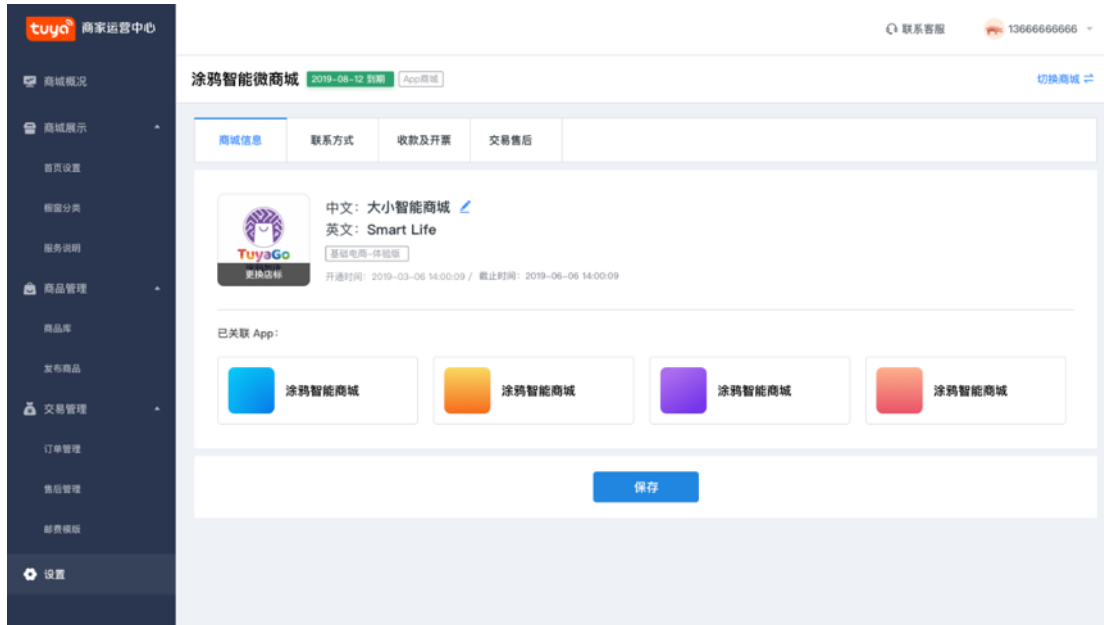 tuya 商家运营中心
联系客服
13666666666
商城概况
涂鸦智能微商城 2019-08-12 到期 App商城
切换商城
商城展示
商城信息 联系方式 收款及开票 交易售后
首页设置
橱窗分类
服务说明
中文：大小智能商城
英文：Smart Life
TuyaGo
更换店标
基础电商-体验版
开通时间：2019-03-06 14:00:09 / 截止时间：2019-06-06 14:00:09
商品管理
商品库
发布商品
已关联 App：
涂鸦智能商城 涂鸦智能商城 涂鸦智能商城 涂鸦智能商城
交易管理
订单管理
售后管理
邮费模版
保存
设置